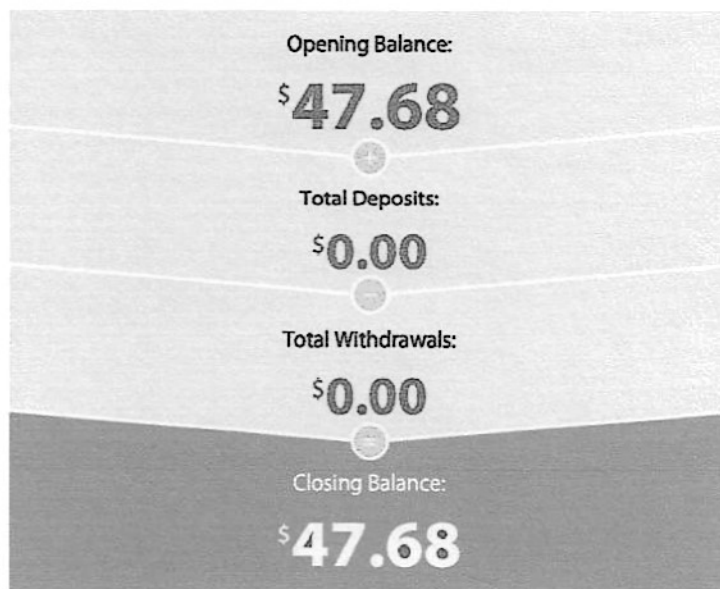 Opening Balance:
$47.68
+
Total Deposits:
$0.00
-
Total Withdrawals:
$0.00
=
Closing Balance:
$47.68